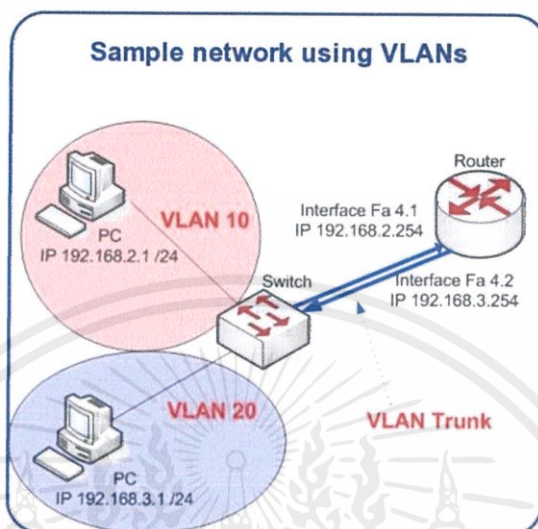 Sample network using VLANs
Router
PC
IP 192.168.2.1 /24
VLAN 10
Interface Fa 4.1
IP 192.168.2.254
Interface Fa 4.2
IP 192.168.3.254
Switch
VLAN 20
VLAN Trunk
PC
IP 192.168.3.1 /24